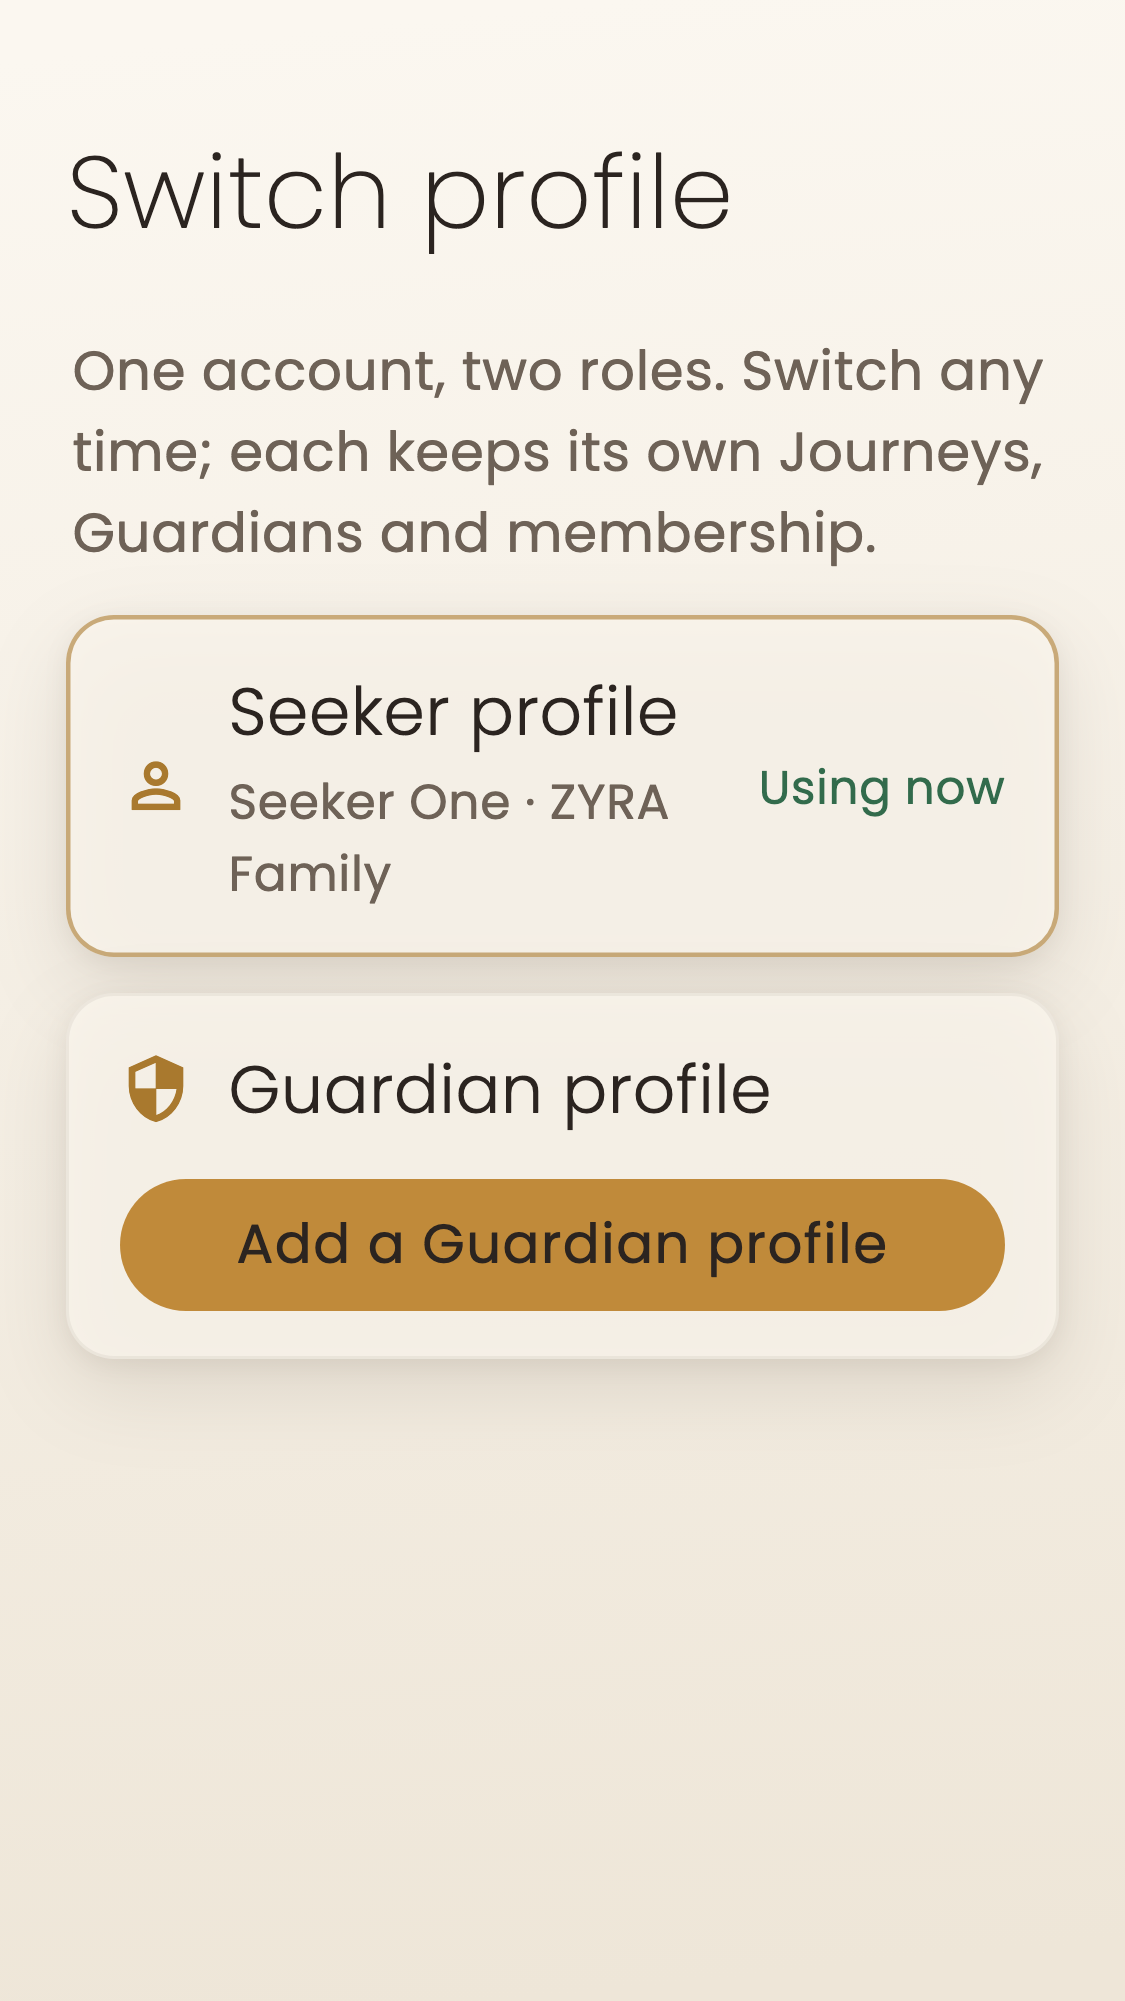 Switch profile
One account, two roles. Switch any
time; each keeps its own Journeys,
Guardians and membership.
Seeker profile
Seeker One · ZYRA
Family
Using now
Guardian profile
Add a Guardian profile